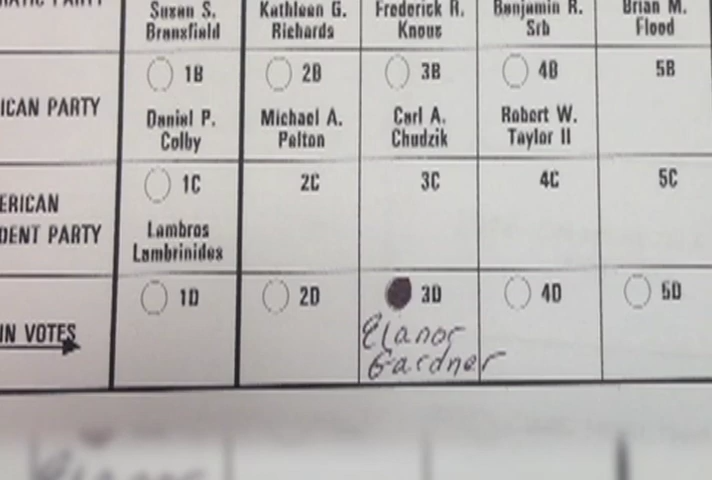 Susan S. Kathleen G. Frederick R. Benjamin R. Brian M.
Bransfield Richards Knous Srb Flood
1B 2B 3B 4B 5B
ICAN PARTY
Daniel P. Michael A. Carl A. Robert W.
Colby Pelton Chudzik Taylor II
1C 2C 3C 4C 5C
ERICAN
DENT PARTY
Lambros
Lambrinides
1D 2D 3D 4D 5D
IN VOTES
Elanor
Gardner